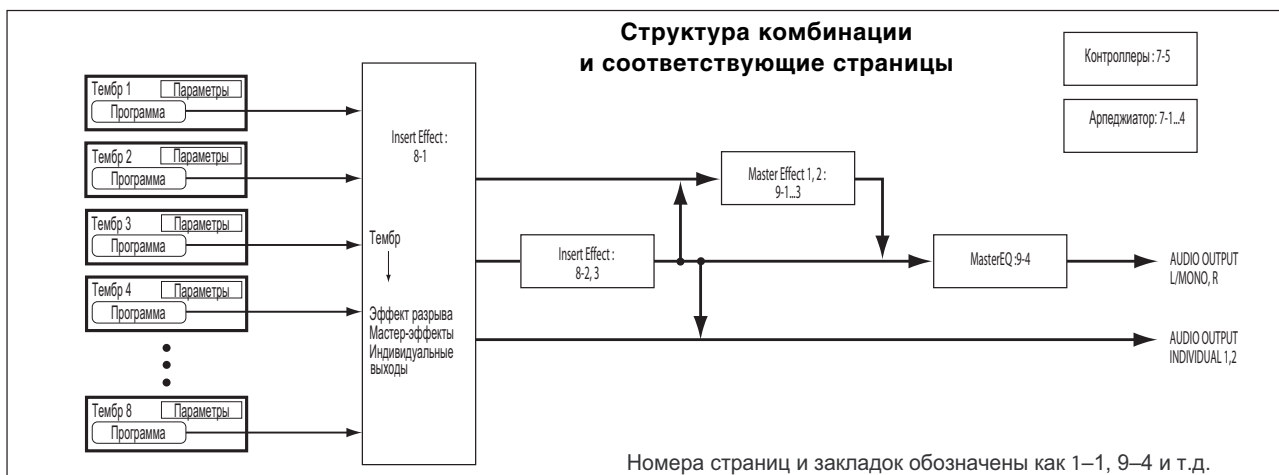 Структура комбинации
и соответствующие страницы
Контроллеры : 7-5
Арпеджиатор: 7-1...4
Тембр 1
Параметры
Программа
Тембр 2
Параметры
Программа
Тембр 3
Параметры
Программа
Тембр 4
Параметры
Программа
Тембр 8
Параметры
Программа
Insert Effect :
8-1
Тембр
Эффект разрыва
Мастер-эффекты
Индивидуальные
выходы
Insert Effect :
8-2, 3
Master Effect 1, 2 :
9-1...3
MasterEQ :9-4
AUDIO OUTPUT
L/MONO, R
AUDIO OUTPUT
INDIVIDUAL 1,2
Номера страниц и закладок обозначены как 1–1, 9–4 и т.д.